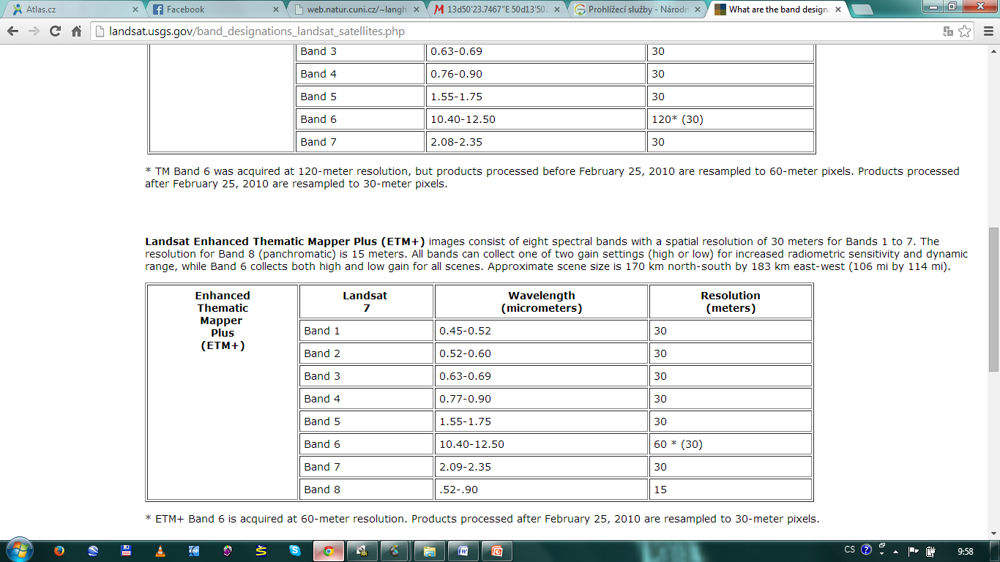 Atlas.cz
Facebook
web.natur.cuni.cz/~langh
13d50'23.7467"E 50d13'50.
Prohlížecí služby - Národn
What are the band design
landsat.usgs.gov/band_designations_landsat_satellites.php
Band 3 0.63-0.69 30
Band 4 0.76-0.90 30
Band 5 1.55-1.75 30
Band 6 10.40-12.50 120* (30)
Band 7 2.08-2.35 30
* TM Band 6 was acquired at 120-meter resolution, but products processed before February 25, 2010 are resampled to 60-meter pixels. Products processed
after February 25, 2010 are resampled to 30-meter pixels.
Landsat Enhanced Thematic Mapper Plus (ETM+) images consist of eight spectral bands with a spatial resolution of 30 meters for Bands 1 to 7. The
resolution for Band 8 (panchromatic) is 15 meters. All bands can collect one of two gain settings (high or low) for increased radiometric sensitivity and dynamic
range, while Band 6 collects both high and low gain for all scenes. Approximate scene size is 170 km north-south by 183 km east-west (106 mi by 114 mi).
Enhanced
Thematic
Mapper
Plus
(ETM+)
Landsat
7
Wavelength
(micrometers)
Resolution
(meters)
Band 1 0.45-0.52 30
Band 2 0.52-0.60 30
Band 3 0.63-0.69 30
Band 4 0.77-0.90 30
Band 5 1.55-1.75 30
Band 6 10.40-12.50 60 * (30)
Band 7 2.09-2.35 30
Band 8 .52-.90 15
* ETM+ Band 6 is acquired at 60-meter resolution. Products processed after February 25, 2010 are resampled to 30-meter pixels.
CS
9:58